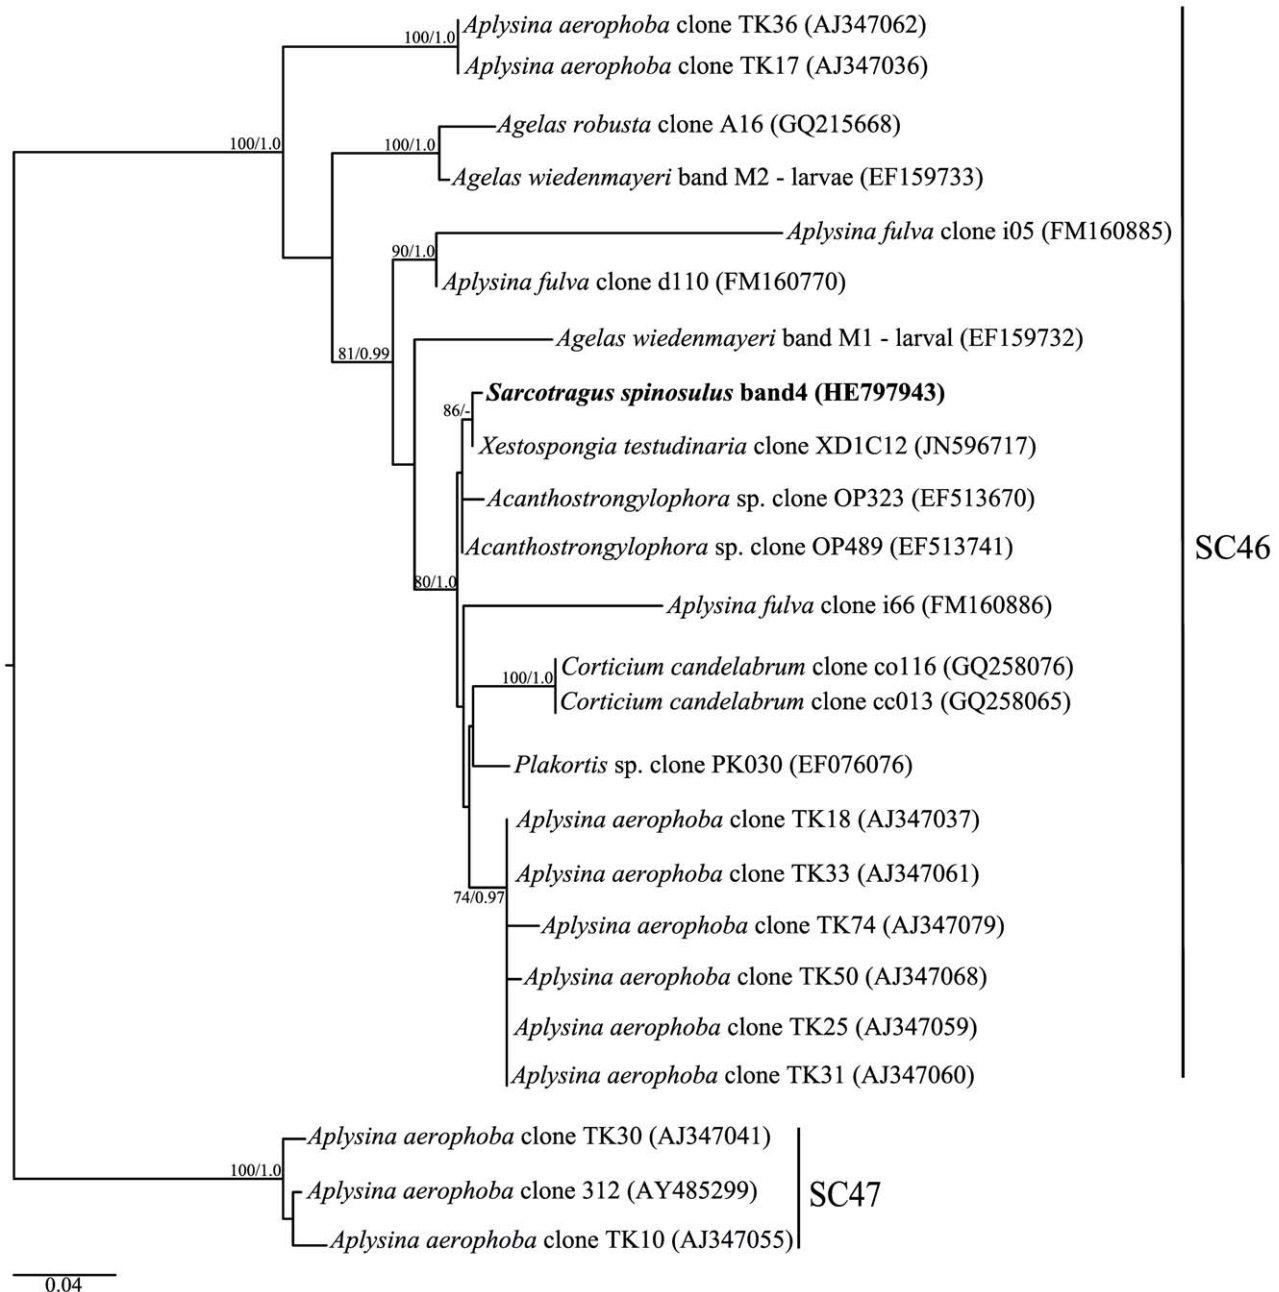 Aplysina aerophoba clone TK36 (AJ347062)
100/1.0
Aplysina aerophoba clone TK17 (AJ347036)
Agelas robusta clone A16 (GQ215668)
100/1.0
100/1.0
Agelas wiedenmayeri band M2 - larvae (EF159733)
Aplysina fulva clone i05 (FM160885)
90/1.0
Aplysina fulva clone d110 (FM160770)
Agelas wiedenmayeri band M1 - larval (EF159732)
81/0.99
Sarcotragus spinosulus band4 (HE797943)
86/-
Xestospongia testudinaria clone XD1C12 (JN596717)
Acanthostrongylophora sp. clone OP323 (EF513670)
Acanthostrongylophora sp. clone OP489 (EF513741)
SC46
80/1.0
Aplysina fulva clone i66 (FM160886)
Corticium candelabrum clone co116 (GQ258076)
100/1.0
Corticium candelabrum clone cc013 (GQ258065)
Plakortis sp. clone PK030 (EF076076)
Aplysina aerophoba clone TK18 (AJ347037)
Aplysina aerophoba clone TK33 (AJ347061)
74/0.97
Aplysina aerophoba clone TK74 (AJ347079)
Aplysina aerophoba clone TK50 (AJ347068)
Aplysina aerophoba clone TK25 (AJ347059)
Aplysina aerophoba clone TK31 (AJ347060)
Aplysina aerophoba clone TK30 (AJ347041)
100/1.0
Aplysina aerophoba clone 312 (AY485299)
SC47
Aplysina aerophoba clone TK10 (AJ347055)
0.04